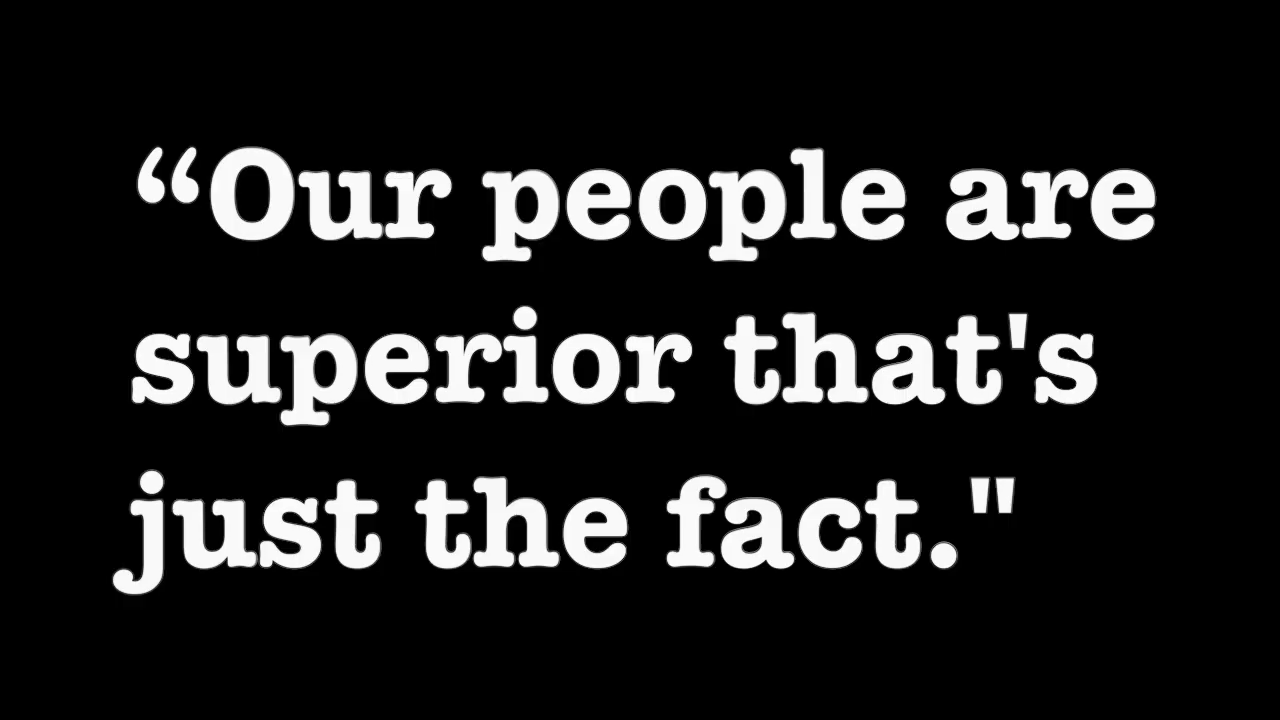 “Our people are
superior that's
just the fact."